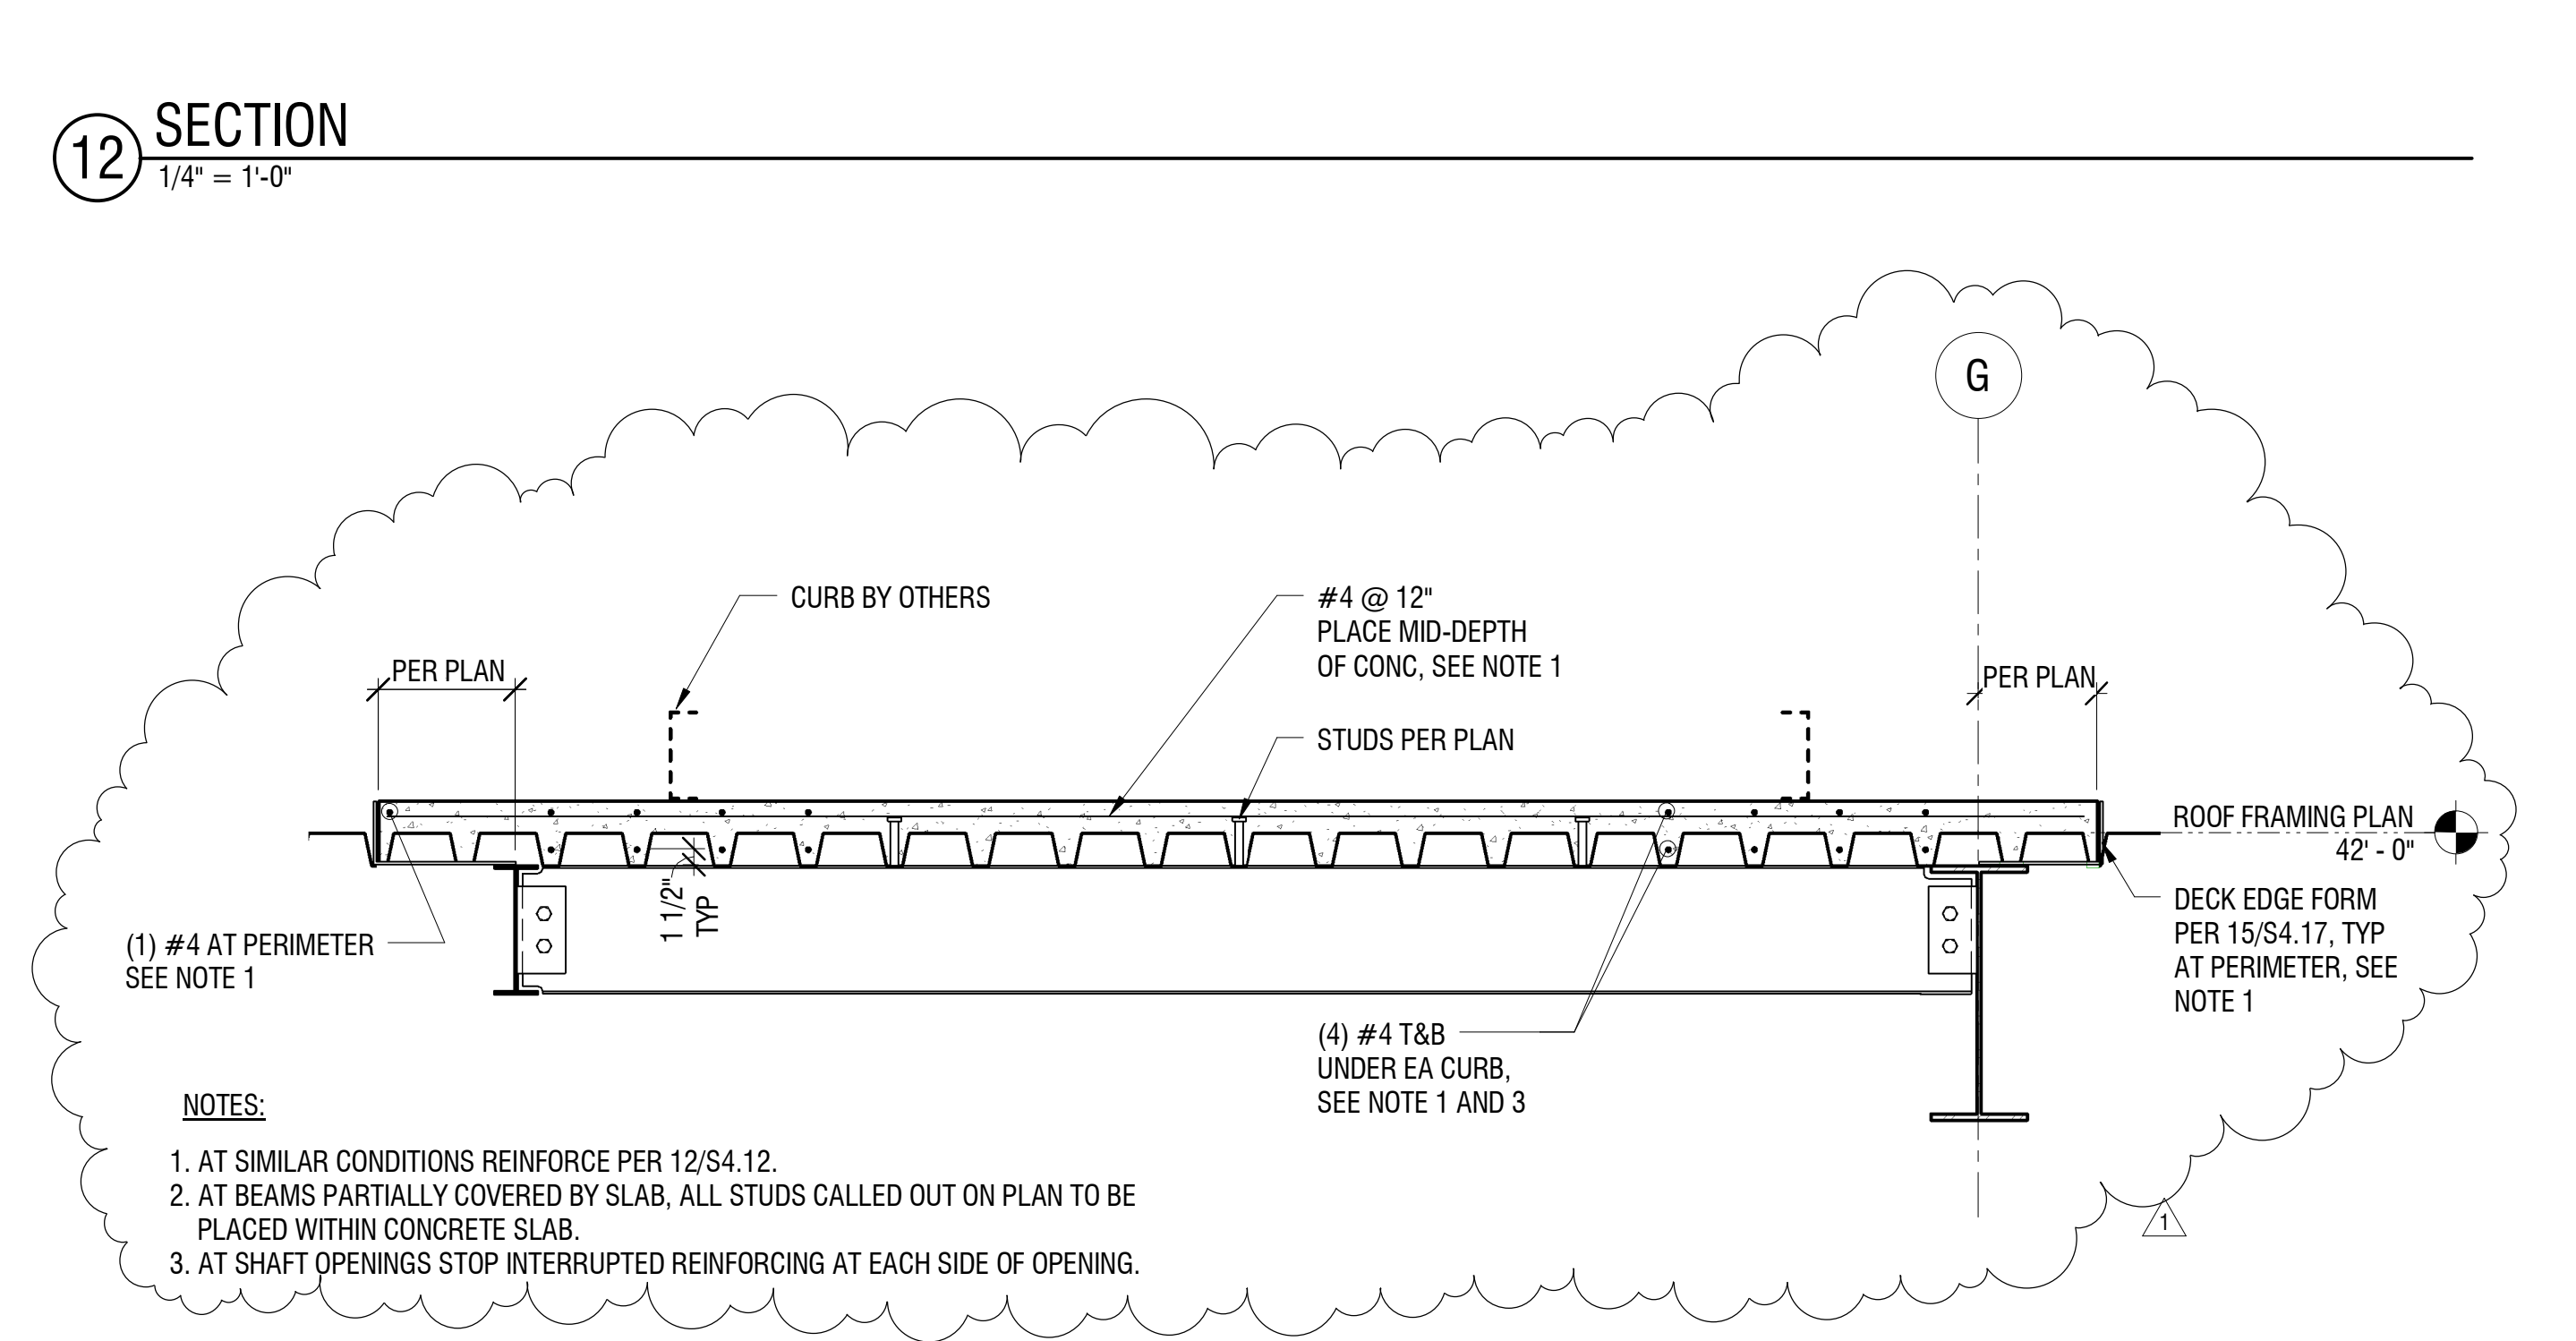 12
SECTION
1/4" = 1'-0"
G
CURB BY OTHERS
#4 @ 12"
PLACE MID-DEPTH
OF CONC, SEE NOTE 1
PER PLAN
PER PLAN
STUDS PER PLAN
ROOF FRAMING PLAN
42' - 0"
1 1/2"
TYP
DECK EDGE FORM
PER 15/S4.17, TYP
AT PERIMETER, SEE
NOTE 1
(1) #4 AT PERIMETER
SEE NOTE 1
(4) #4 T&B
UNDER EA CURB,
SEE NOTE 1 AND 3
NOTES:
1. AT SIMILAR CONDITIONS REINFORCE PER 12/S4.12.
2. AT BEAMS PARTIALLY COVERED BY SLAB, ALL STUDS CALLED OUT ON PLAN TO BE
PLACED WITHIN CONCRETE SLAB.
3. AT SHAFT OPENINGS STOP INTERRUPTED REINFORCING AT EACH SIDE OF OPENING.
1